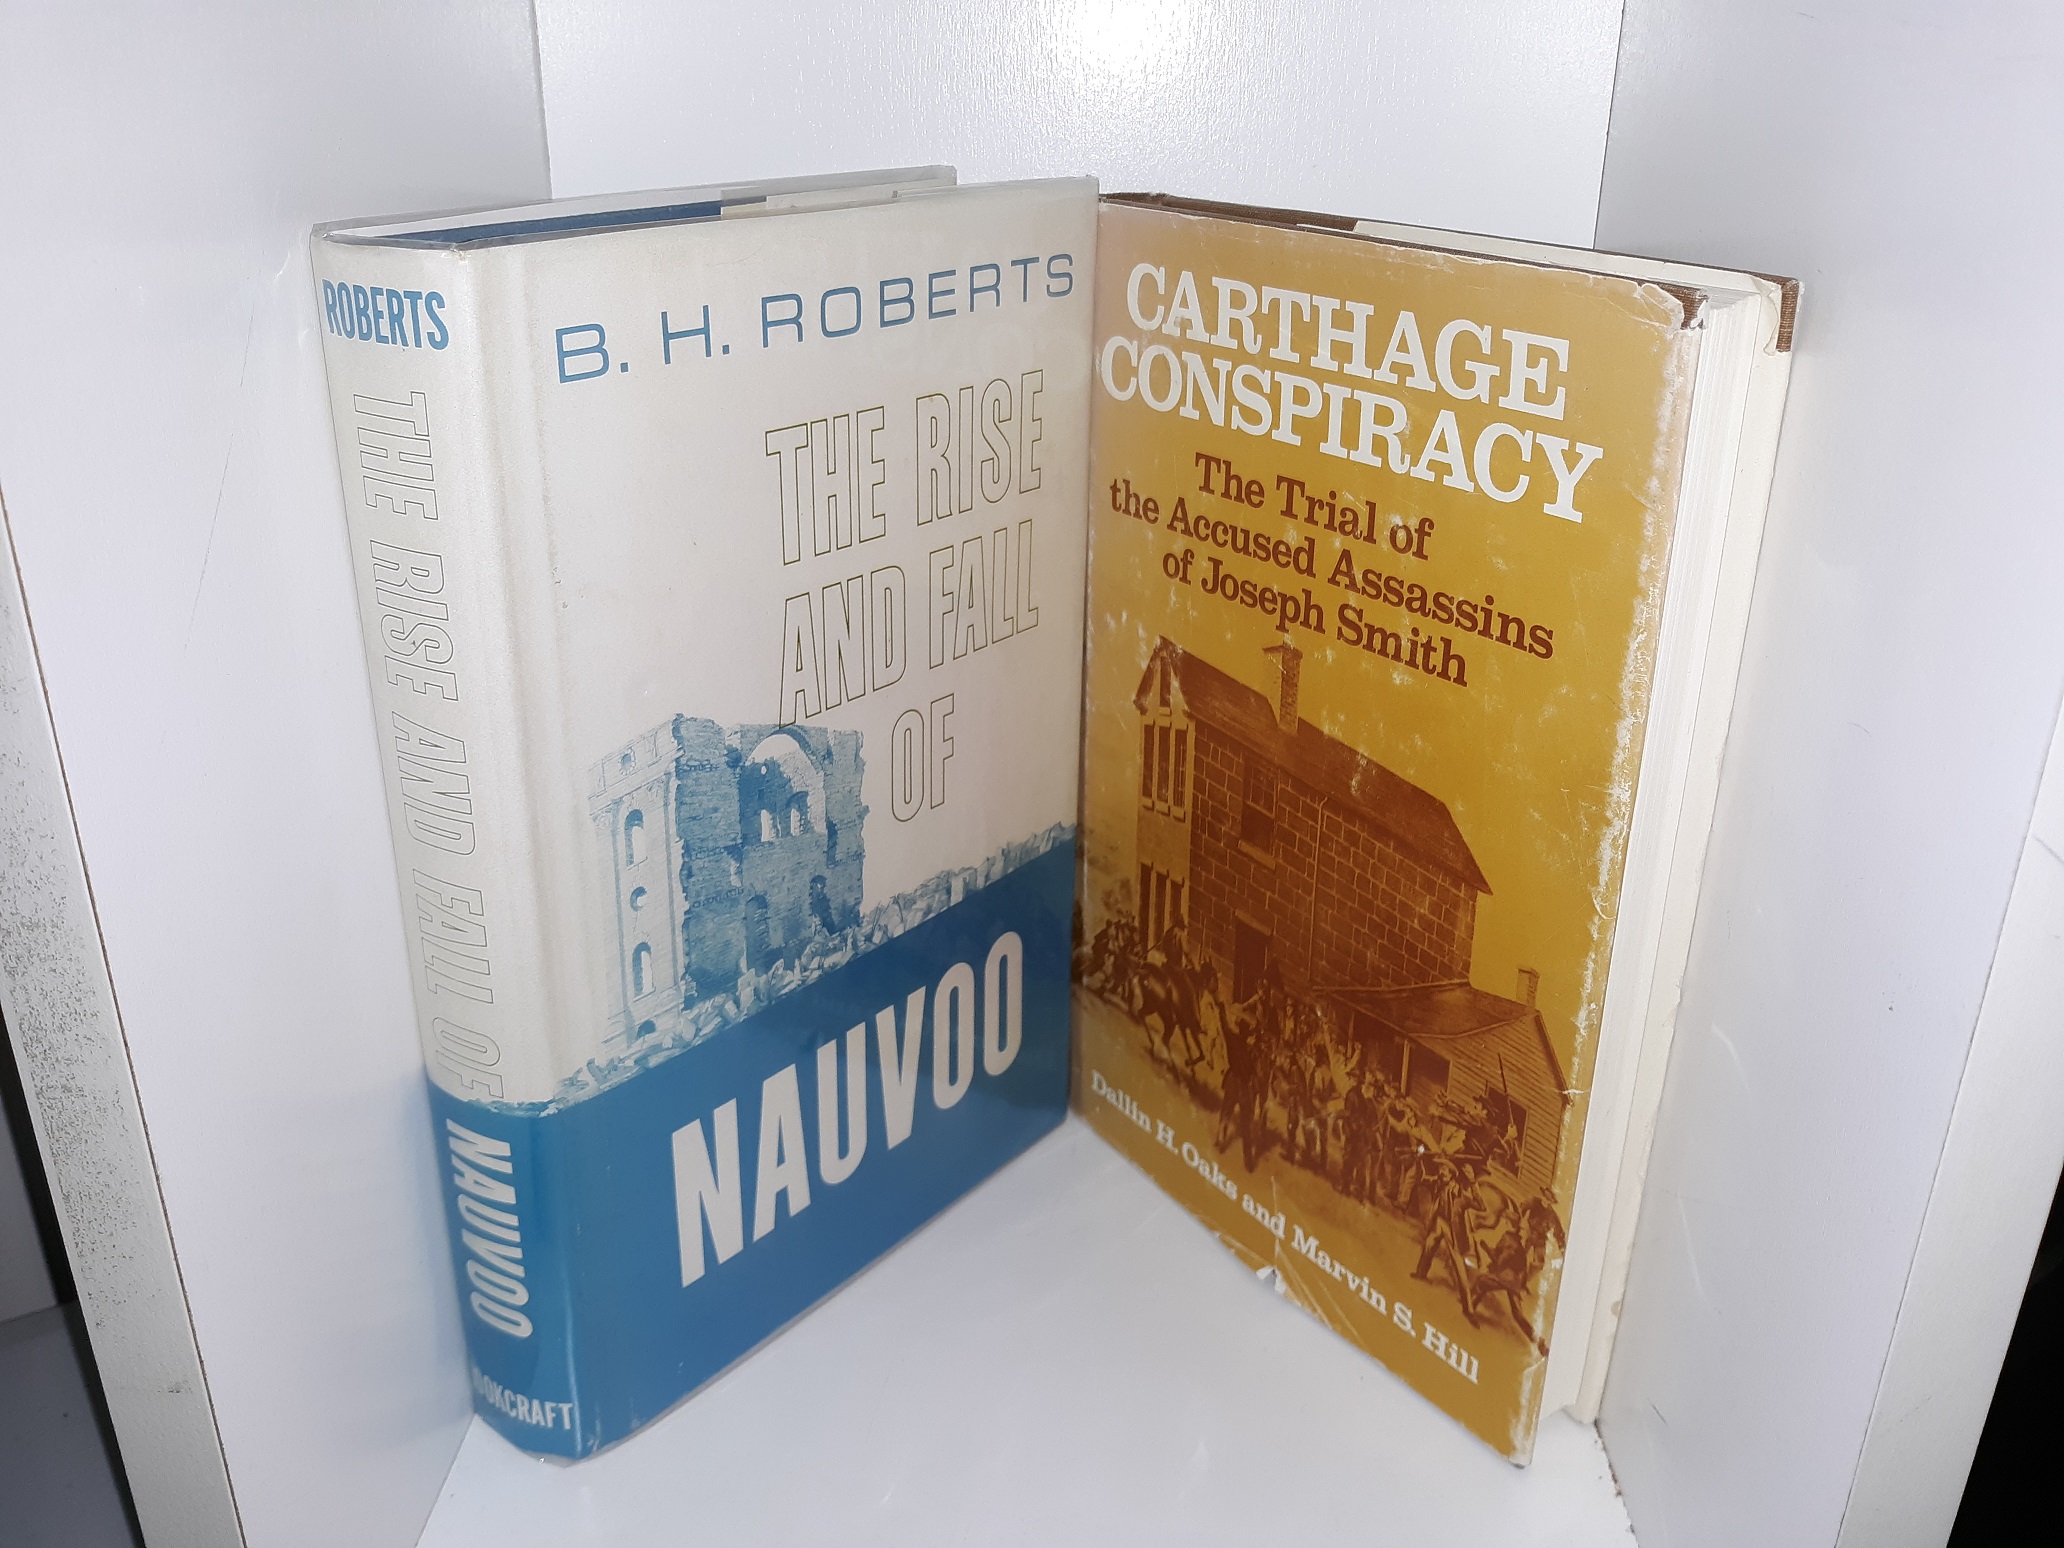 ROBERTS
THE RISE AND FALL OF NAUVOO
B. H. ROBERTS
THE RISE
AND FALL
OF
NAUVOO
CARTHAGE
CONSPIRACY
The Trial of
the Accused Assassins
of Joseph Smith
Dallin H. Oaks and Marvin S. Hill